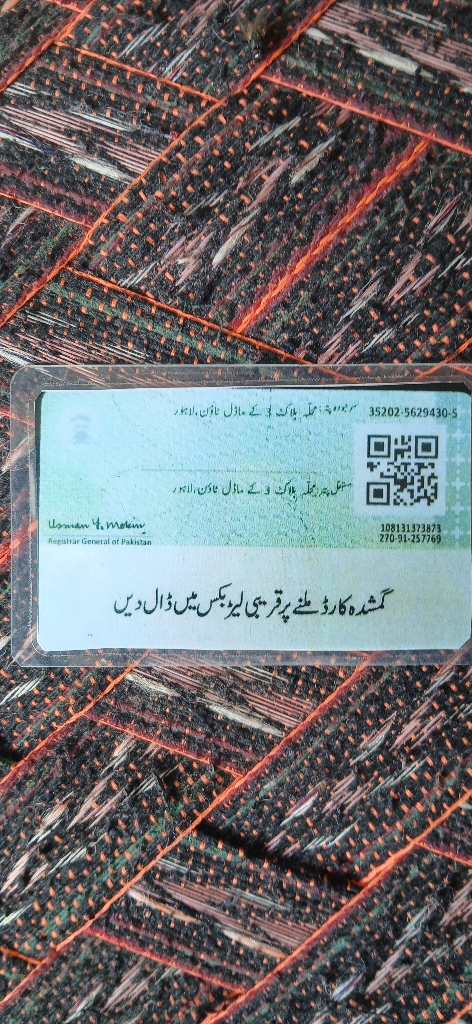 35202-5629430-5
موجودہ پتہ: محلہ بلاک 3 کے ماڈل ٹاؤن، لاہور
مستقل پتہ: محلہ بلاک 3 کے ماڈل ٹاؤن، لاہور
Usman Y. Mobin
Registrar General of Pakistan
108131373873
270-91-257769
گمشدہ کارڈ ملنے پر قریبی لیٹر بکس میں ڈال دیں